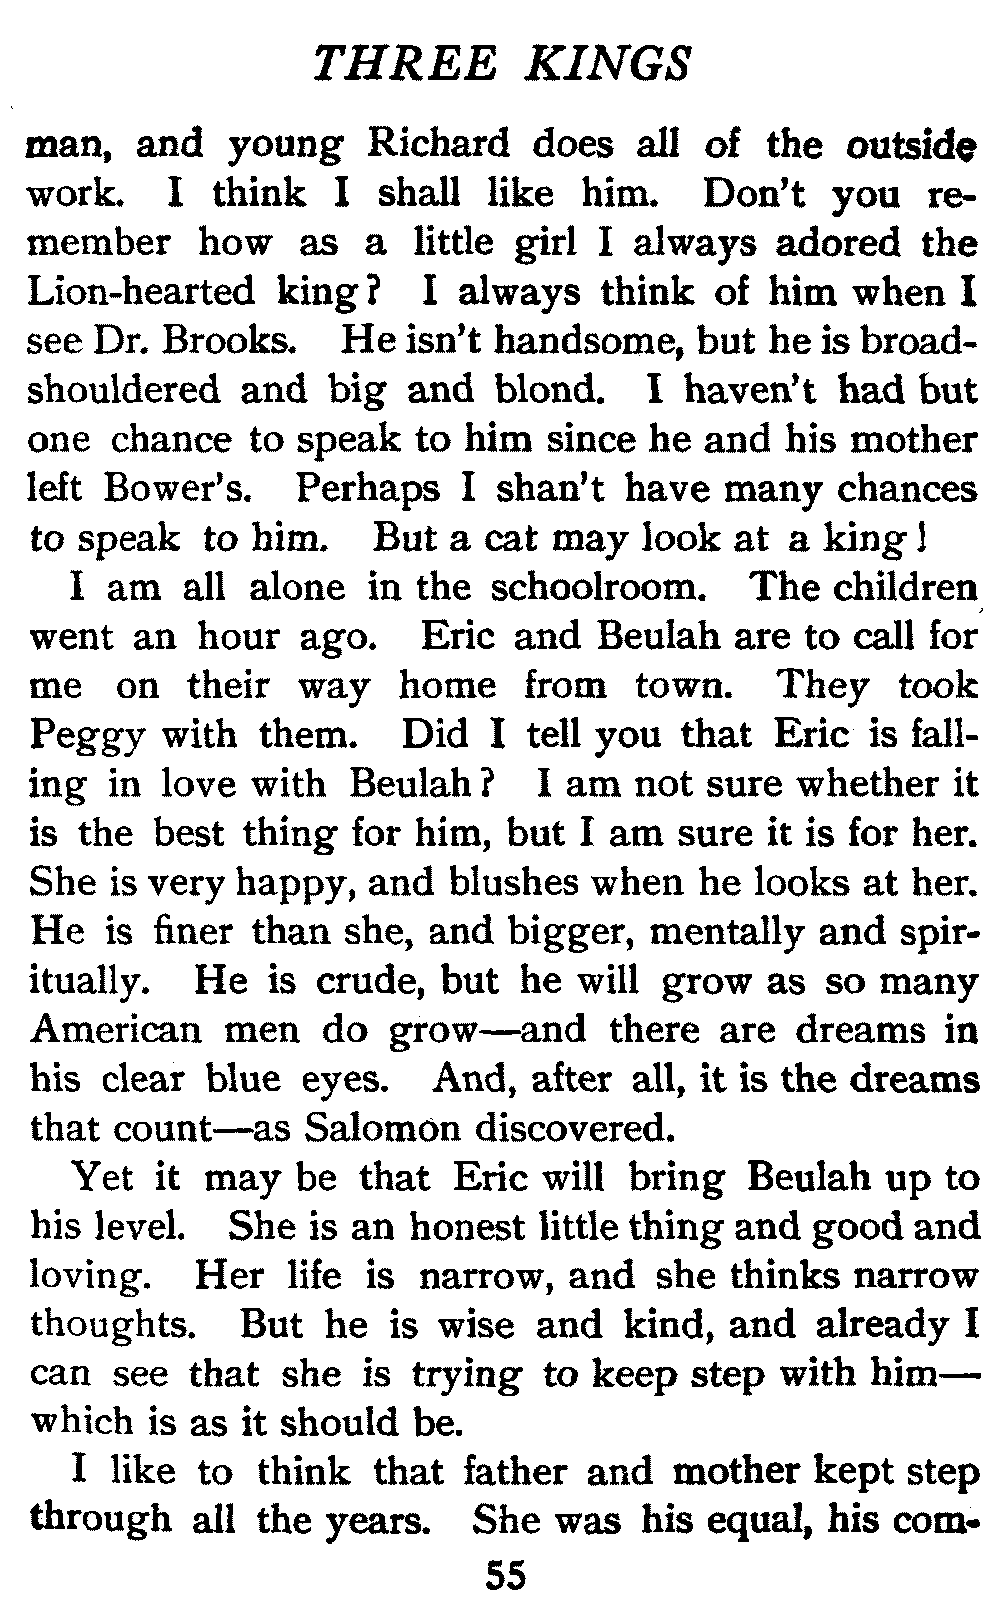 THREE KINGS
man, and young Richard does all of the outside
work. I think I shall like him. Don't you re-
member how as a little girl I always adored the
Lion-hearted king? I always think of him when I
see Dr. Brooks. He isn't handsome, but he is broad-
shouldered and big and blond. I haven't had but
one chance to speak to him since he and his mother
left Bower's. Perhaps I shan't have many chances
to speak to him. But a cat may look at a king!
I am all alone in the schoolroom. The children
went an hour ago. Eric and Beulah are to call for
me on their way home from town. They took
Peggy with them. Did I tell you that Eric is fall-
ing in love with Beulah? I am not sure whether it
is the best thing for him, but I am sure it is for her.
She is very happy, and blushes when he looks at her.
He is finer than she, and bigger, mentally and spir-
itually. He is crude, but he will grow as so many
American men do grow—and there are dreams in
his clear blue eyes. And, after all, it is the dreams
that count—as Salomon discovered.
Yet it may be that Eric will bring Beulah up to
his level. She is an honest little thing and good and
loving. Her life is narrow, and she thinks narrow
thoughts. But he is wise and kind, and already I
can see that she is trying to keep step with him—
which is as it should be.
I like to think that father and mother kept step
through all the years. She was his equal, his com-
55